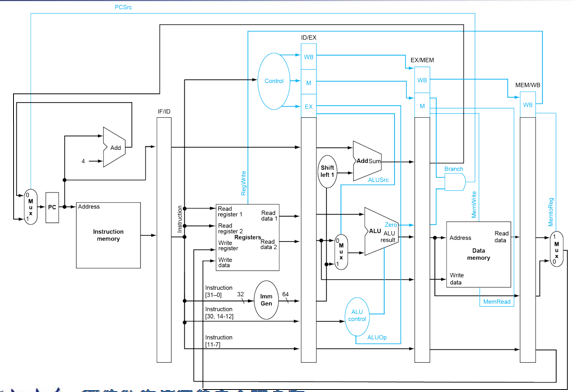 PCSrc
ID/EX
WB
EX/MEM
Control
M
WB
MEM/WB
EX
M
WB
IF/ID
Add
4
Shift
left 1
Add Sum
ALUSrc
Branch
RegWrite
MemWrite
MemtoReg
0
M
u
x
1
PC
Address
Instruction
memory
Instruction
Read
register 1
Read
data 1
Read
register 2
Registers
Read
data 2
Write
register
Write
data
Zero
ALU
ALU
result
0
M
u
x
1
Address
Read
data
Data
memory
Write
data
1
M
u
x
0
MemRead
Instruction
[31–0]
32
Imm
Gen
64
Instruction
[30, 14-12]
ALU
control
ALUOp
Instruction
[11-7]